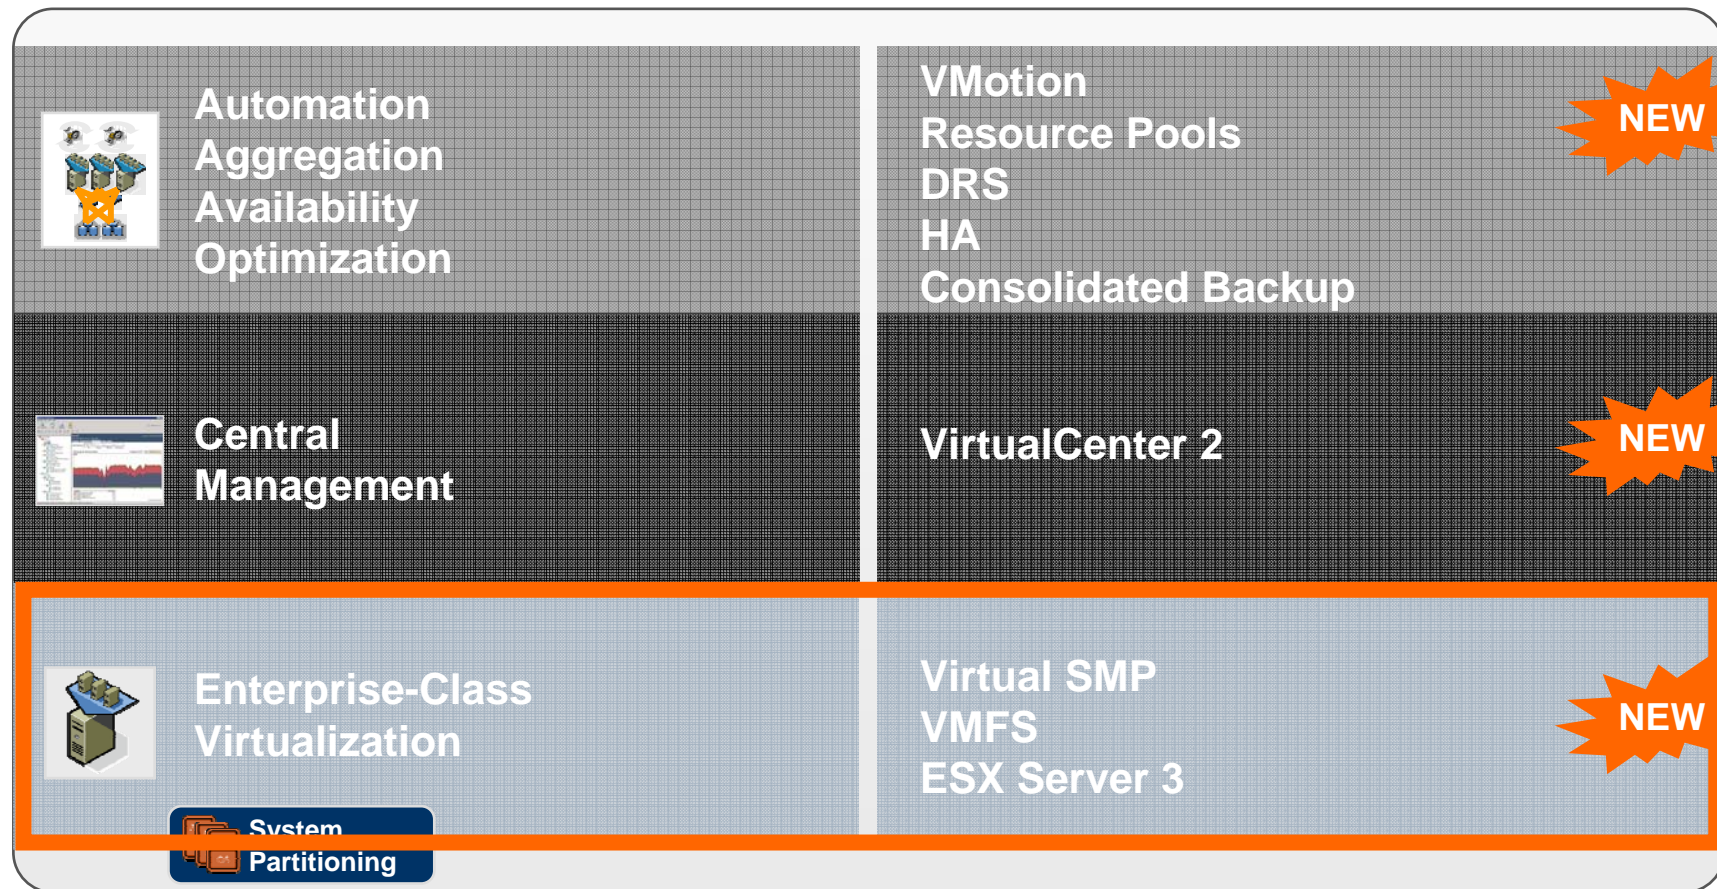 Automation
Aggregation
Availability
Optimization
VMotion
Resource Pools
DRS
HA
Consolidated Backup
NEW
Central
Management
VirtualCenter 2
NEW
Enterprise-Class
Virtualization
Virtual SMP
VMFS
ESX Server 3
NEW
System
Partitioning